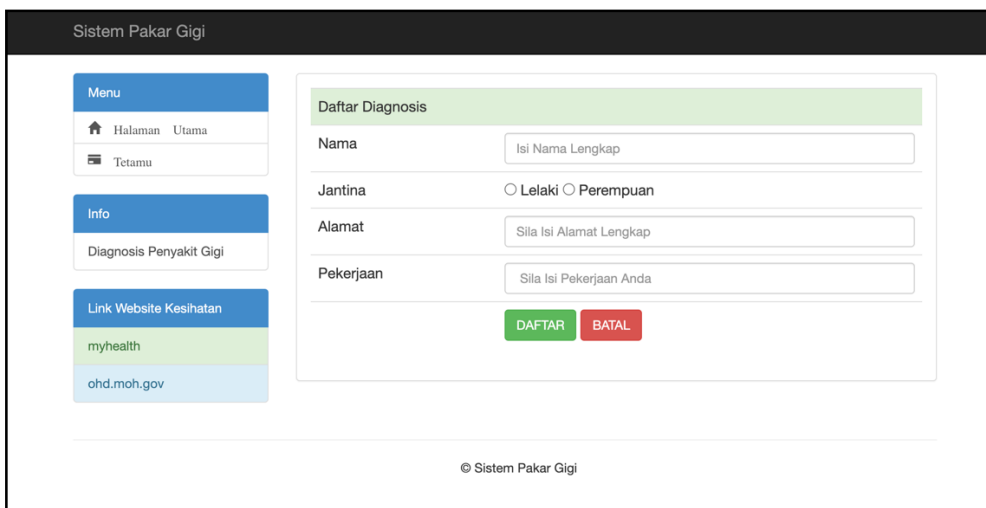 Sistem Pakar Gigi
Menu
Halaman Utama
Tetamu
Info
Diagnosis Penyakit Gigi
Link Website Kesihatan
myhealth
ohd.moh.gov
Daftar Diagnosis
Nama
Isi Nama Lengkap
Jantina
Lelaki Perempuan
Alamat
Sila Isi Alamat Lengkap
Pekerjaan
Sila Isi Pekerjaan Anda
DAFTAR BATAL
© Sistem Pakar Gigi